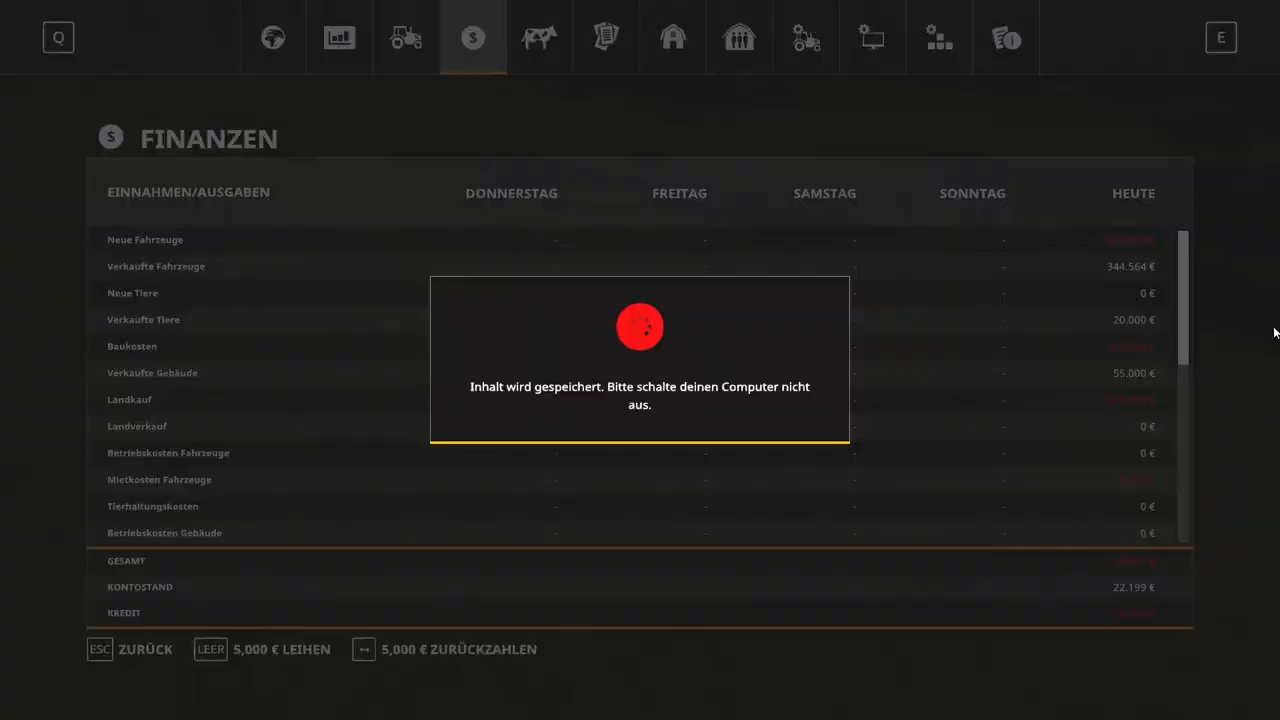 Q
$
E
$ FINANZEN
EINNAHMEN/AUSGABEN DONNERSTAG FREITAG SAMSTAG SONNTAG HEUTE
Neue Fahrzeuge - - - -
Verkaufte Fahrzeuge - - - 344.564 €
Neue Tiere - - 0 €
Verkaufte Tiere - - 20.000 €
Baukosten - -
Verkaufte Gebäude - - 55.000 €
Landkauf - -
Landverkauf - - 0 €
Betriebskosten Fahrzeuge - - 0 €
Mietkosten Fahrzeuge - - - -
Tierhaltungskosten - - - - 0 €
Betriebskosten Gebäude - - - - 0 €
Inhalt wird gespeichert. Bitte schalte deinen Computer nicht
aus.
GESAMT
KONTOSTAND 22.199 €
KREDIT
ESC ZURÜCK LEER 5,000 € LEIHEN ↔ 5,000 € ZURÜCKZAHLEN